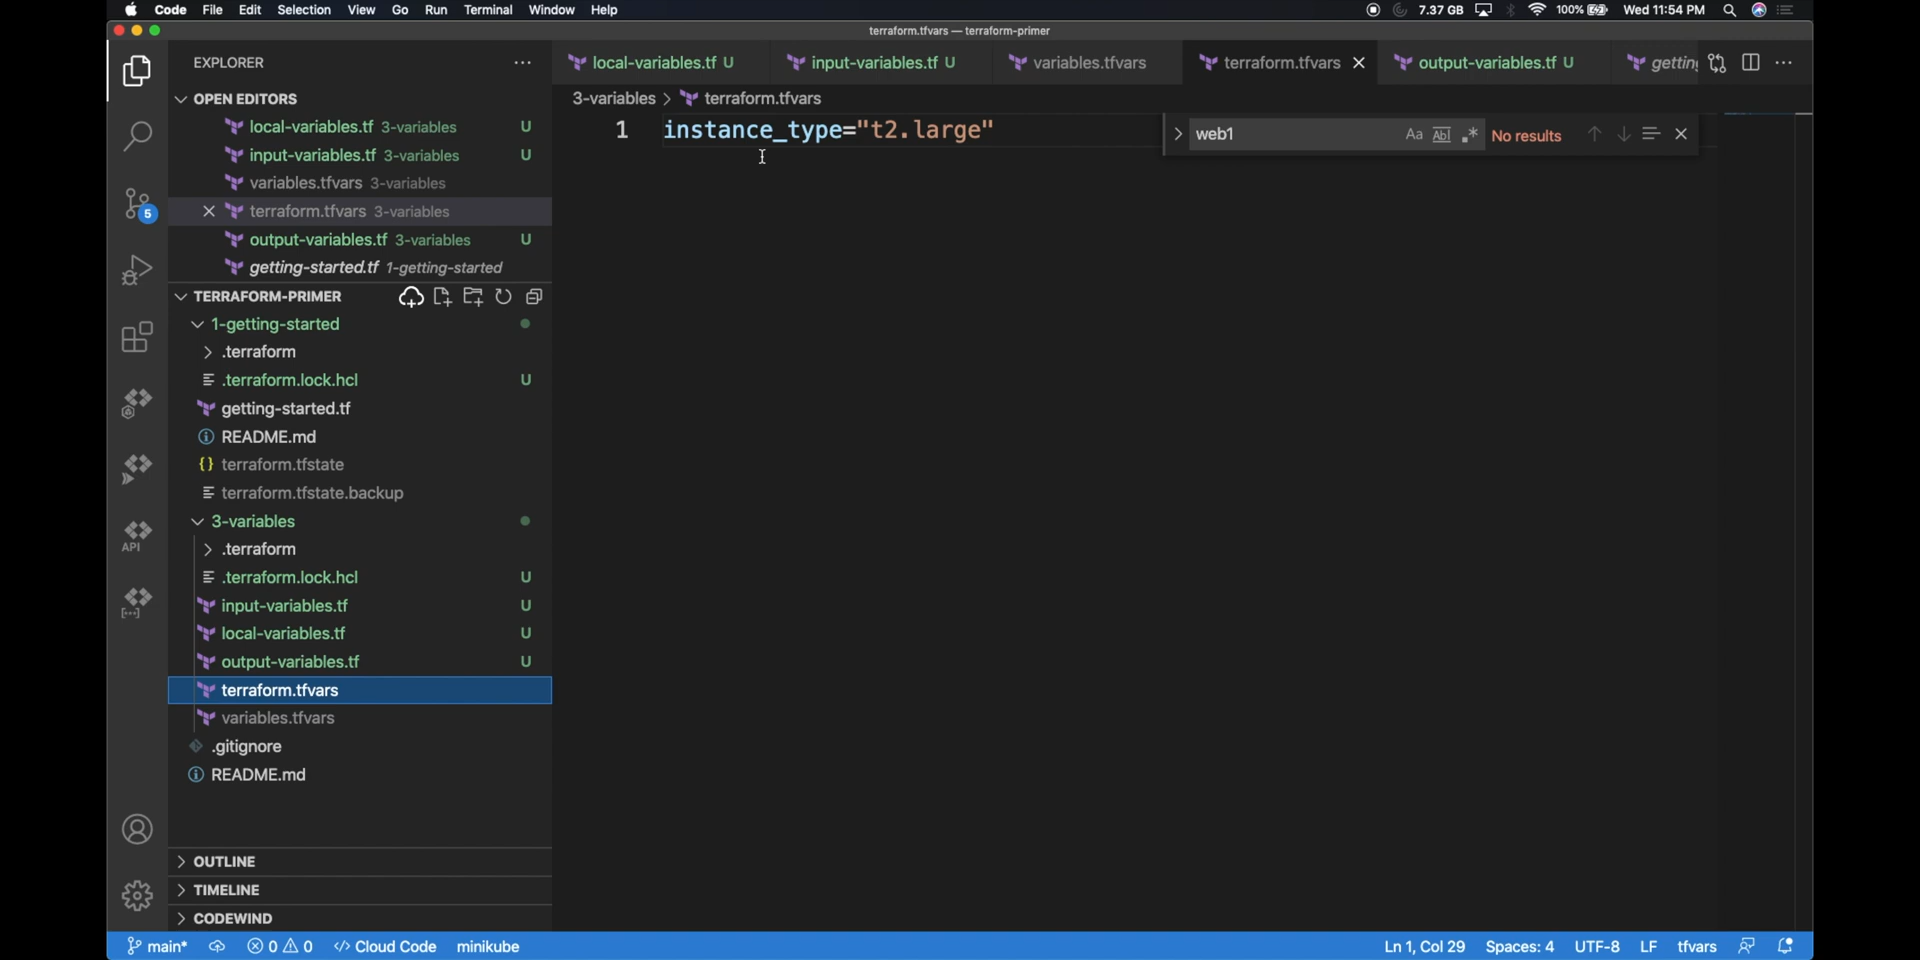 Code File Edit Selection View Go Run Terminal Window Help 7.37 GB 100% Wed 11:54 PM
terraform.tfvars — terraform-primer
EXPLORER
local-variables.tf U input-variables.tf U variables.tfvars terraform.tfvars output-variables.tf U
OPEN EDITORS
3-variables > terraform.tfvars
local-variables.tf 3-variables U
1 instance_type="t2.large"
web1 Aa Abl .* No results
input-variables.tf 3-variables U
variables.tfvars 3-variables
terraform.tfvars 3-variables
output-variables.tf 3-variables U
getting-started.tf 1-getting-started
TERRAFORM-PRIMER
1-getting-started
.terraform
.terraform.lock.hcl U
getting-started.tf
README.md
{} terraform.tfstate
terraform.tfstate.backup
3-variables
.terraform
.terraform.lock.hcl U
input-variables.tf U
local-variables.tf U
output-variables.tf U
terraform.tfvars
variables.tfvars
.gitignore
README.md
5
API
OUTLINE
TIMELINE
CODEWIND
main* 0 0 Cloud Code minikube Ln 1, Col 29 Spaces: 4 UTF-8 LF tfvars